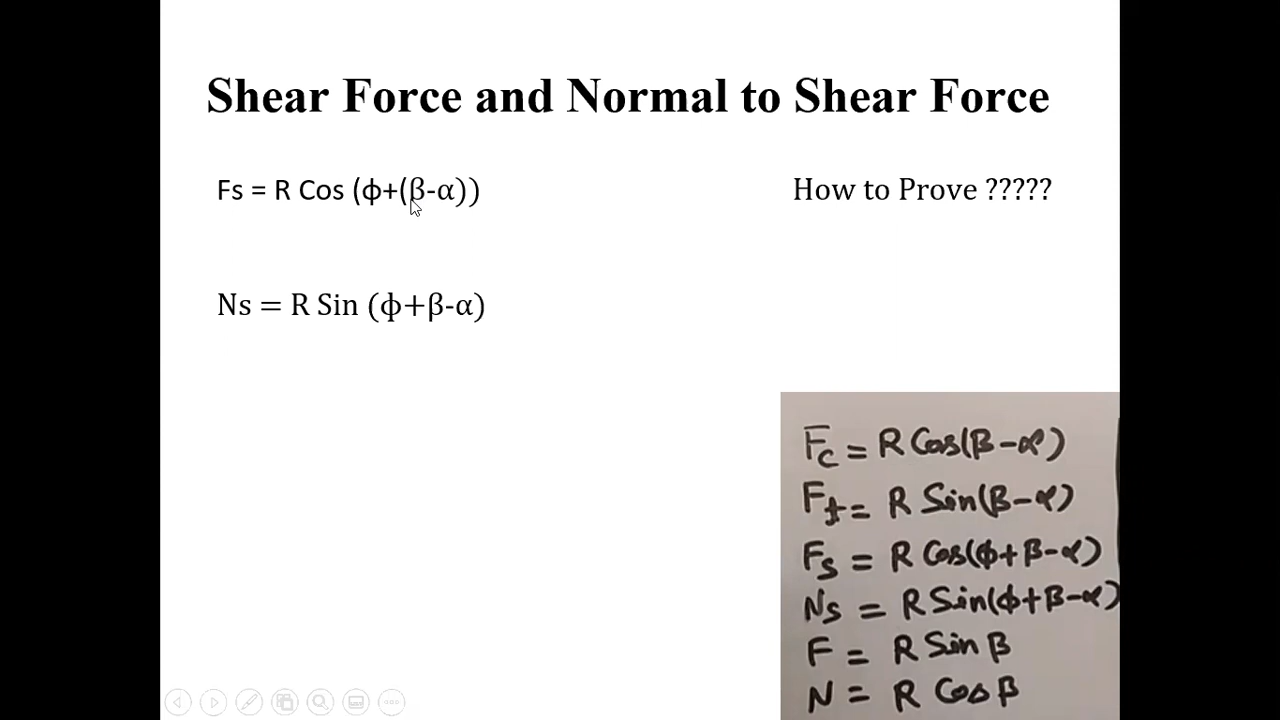 Shear Force and Normal to Shear Force
Fs = R Cos (ϕ+(β-α))
How to Prove ?????
Ns = R Sin (ϕ+β-α)
Fc = R Cos(β-α)
Ft = R Sin(β-α)
Fs = R Cos(ϕ+β-α)
Ns = R Sin(ϕ+β-α)
F = R Sin β
N = R Cos β